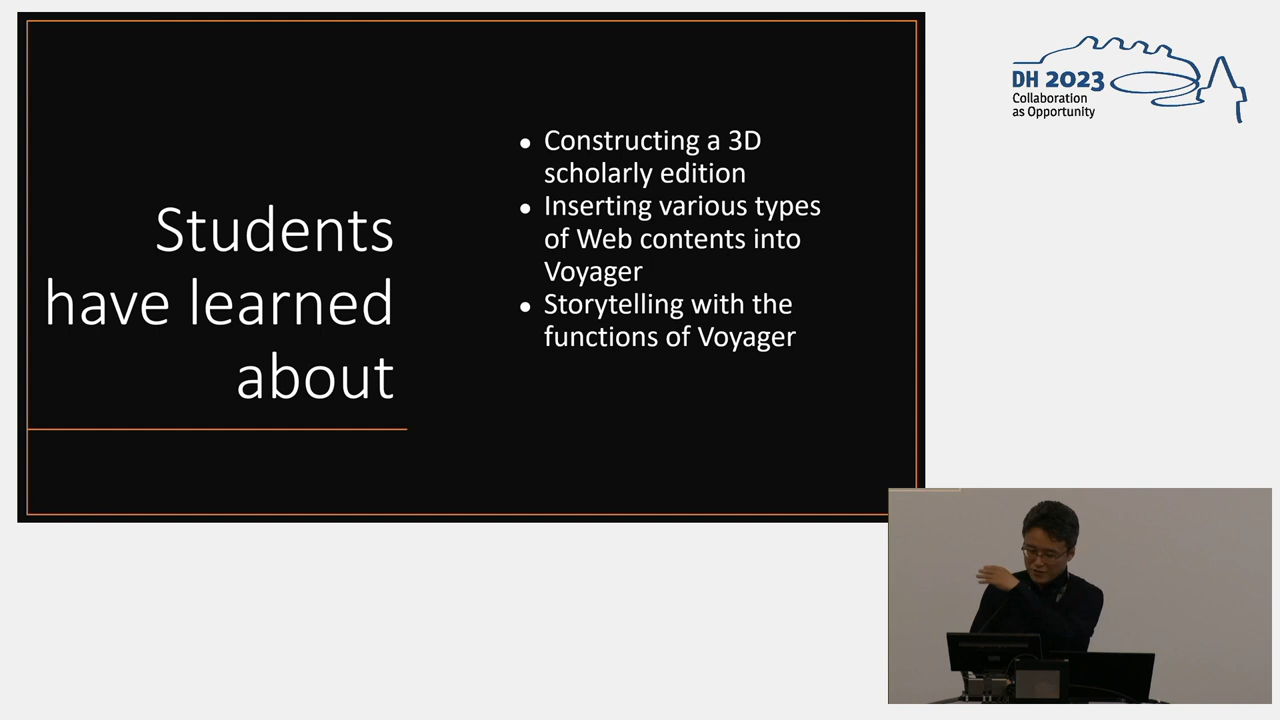 Students
have learned
about
• Constructing a 3D
scholarly edition
• Inserting various types
of Web contents into
Voyager
• Storytelling with the
functions of Voyager
DH 2023
Collaboration
as Opportunity